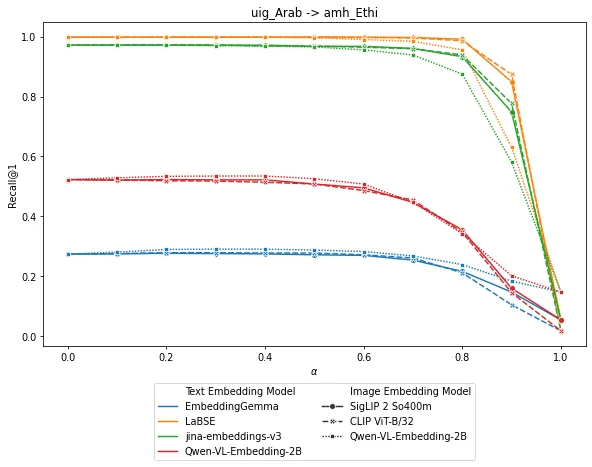 uig_Arab -> amh_Ethi
Recall@1
1.0
0.8
0.6
0.4
0.2
0.0
0.0 0.2 0.4 0.6 0.8 1.0
α
Text Embedding Model
EmbeddingGemma
LaBSE
jina-embeddings-v3
Qwen-VL-Embedding-2B
Image Embedding Model
SigLIP 2 So400m
CLIP ViT-B/32
Qwen-VL-Embedding-2B